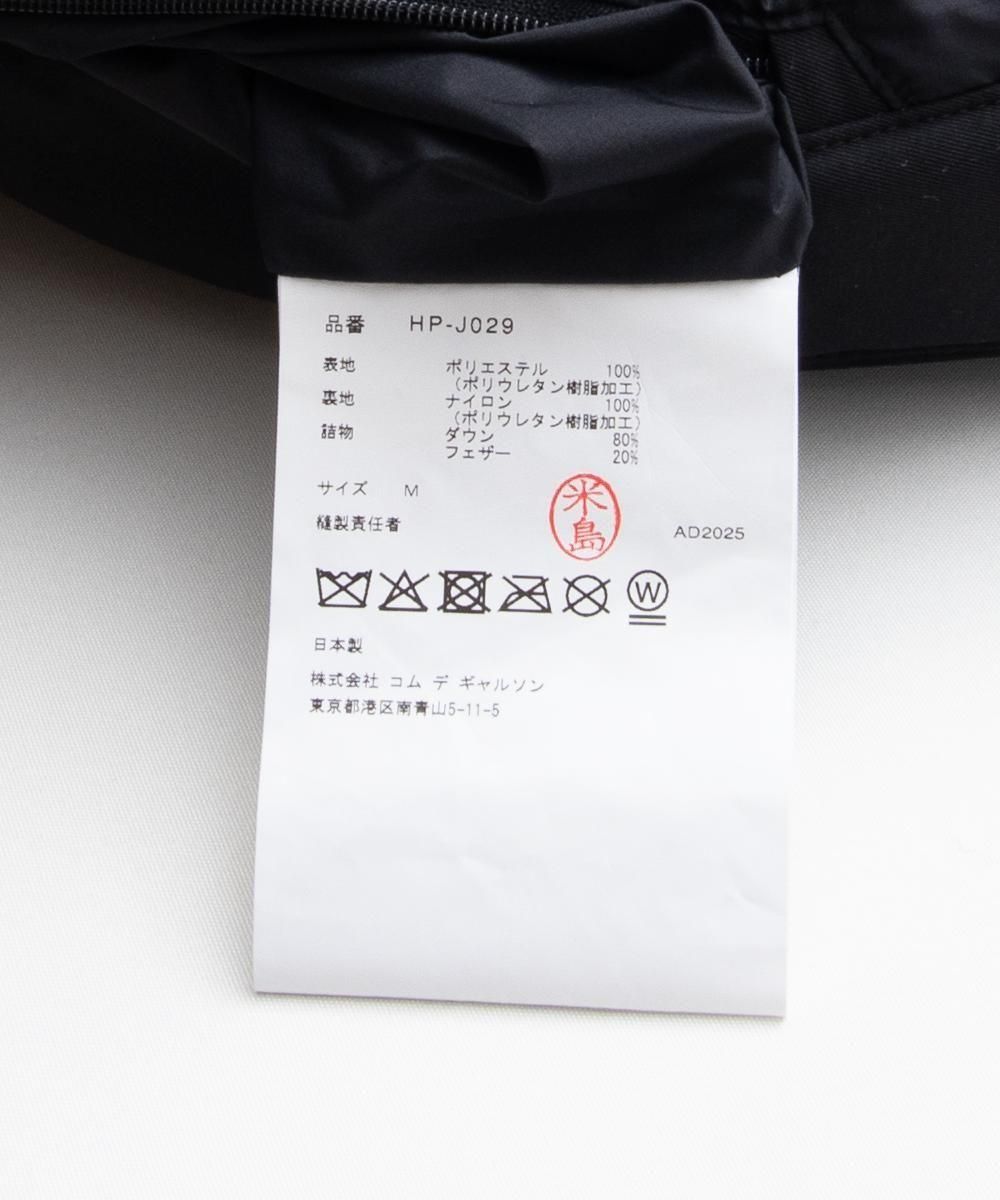 品番 HP-J029
表地 ポリエステル 100%
(ポリウレタン樹脂加工)
裏地 ナイロン 100%
(ポリウレタン樹脂加工)
詰物 ダウン 80%
フェザー 20%
サイズ M
縫製責任者 米島 AD2025
W
日本製
株式会社 コム デ ギャルソン
東京都港区南青山5-11-5